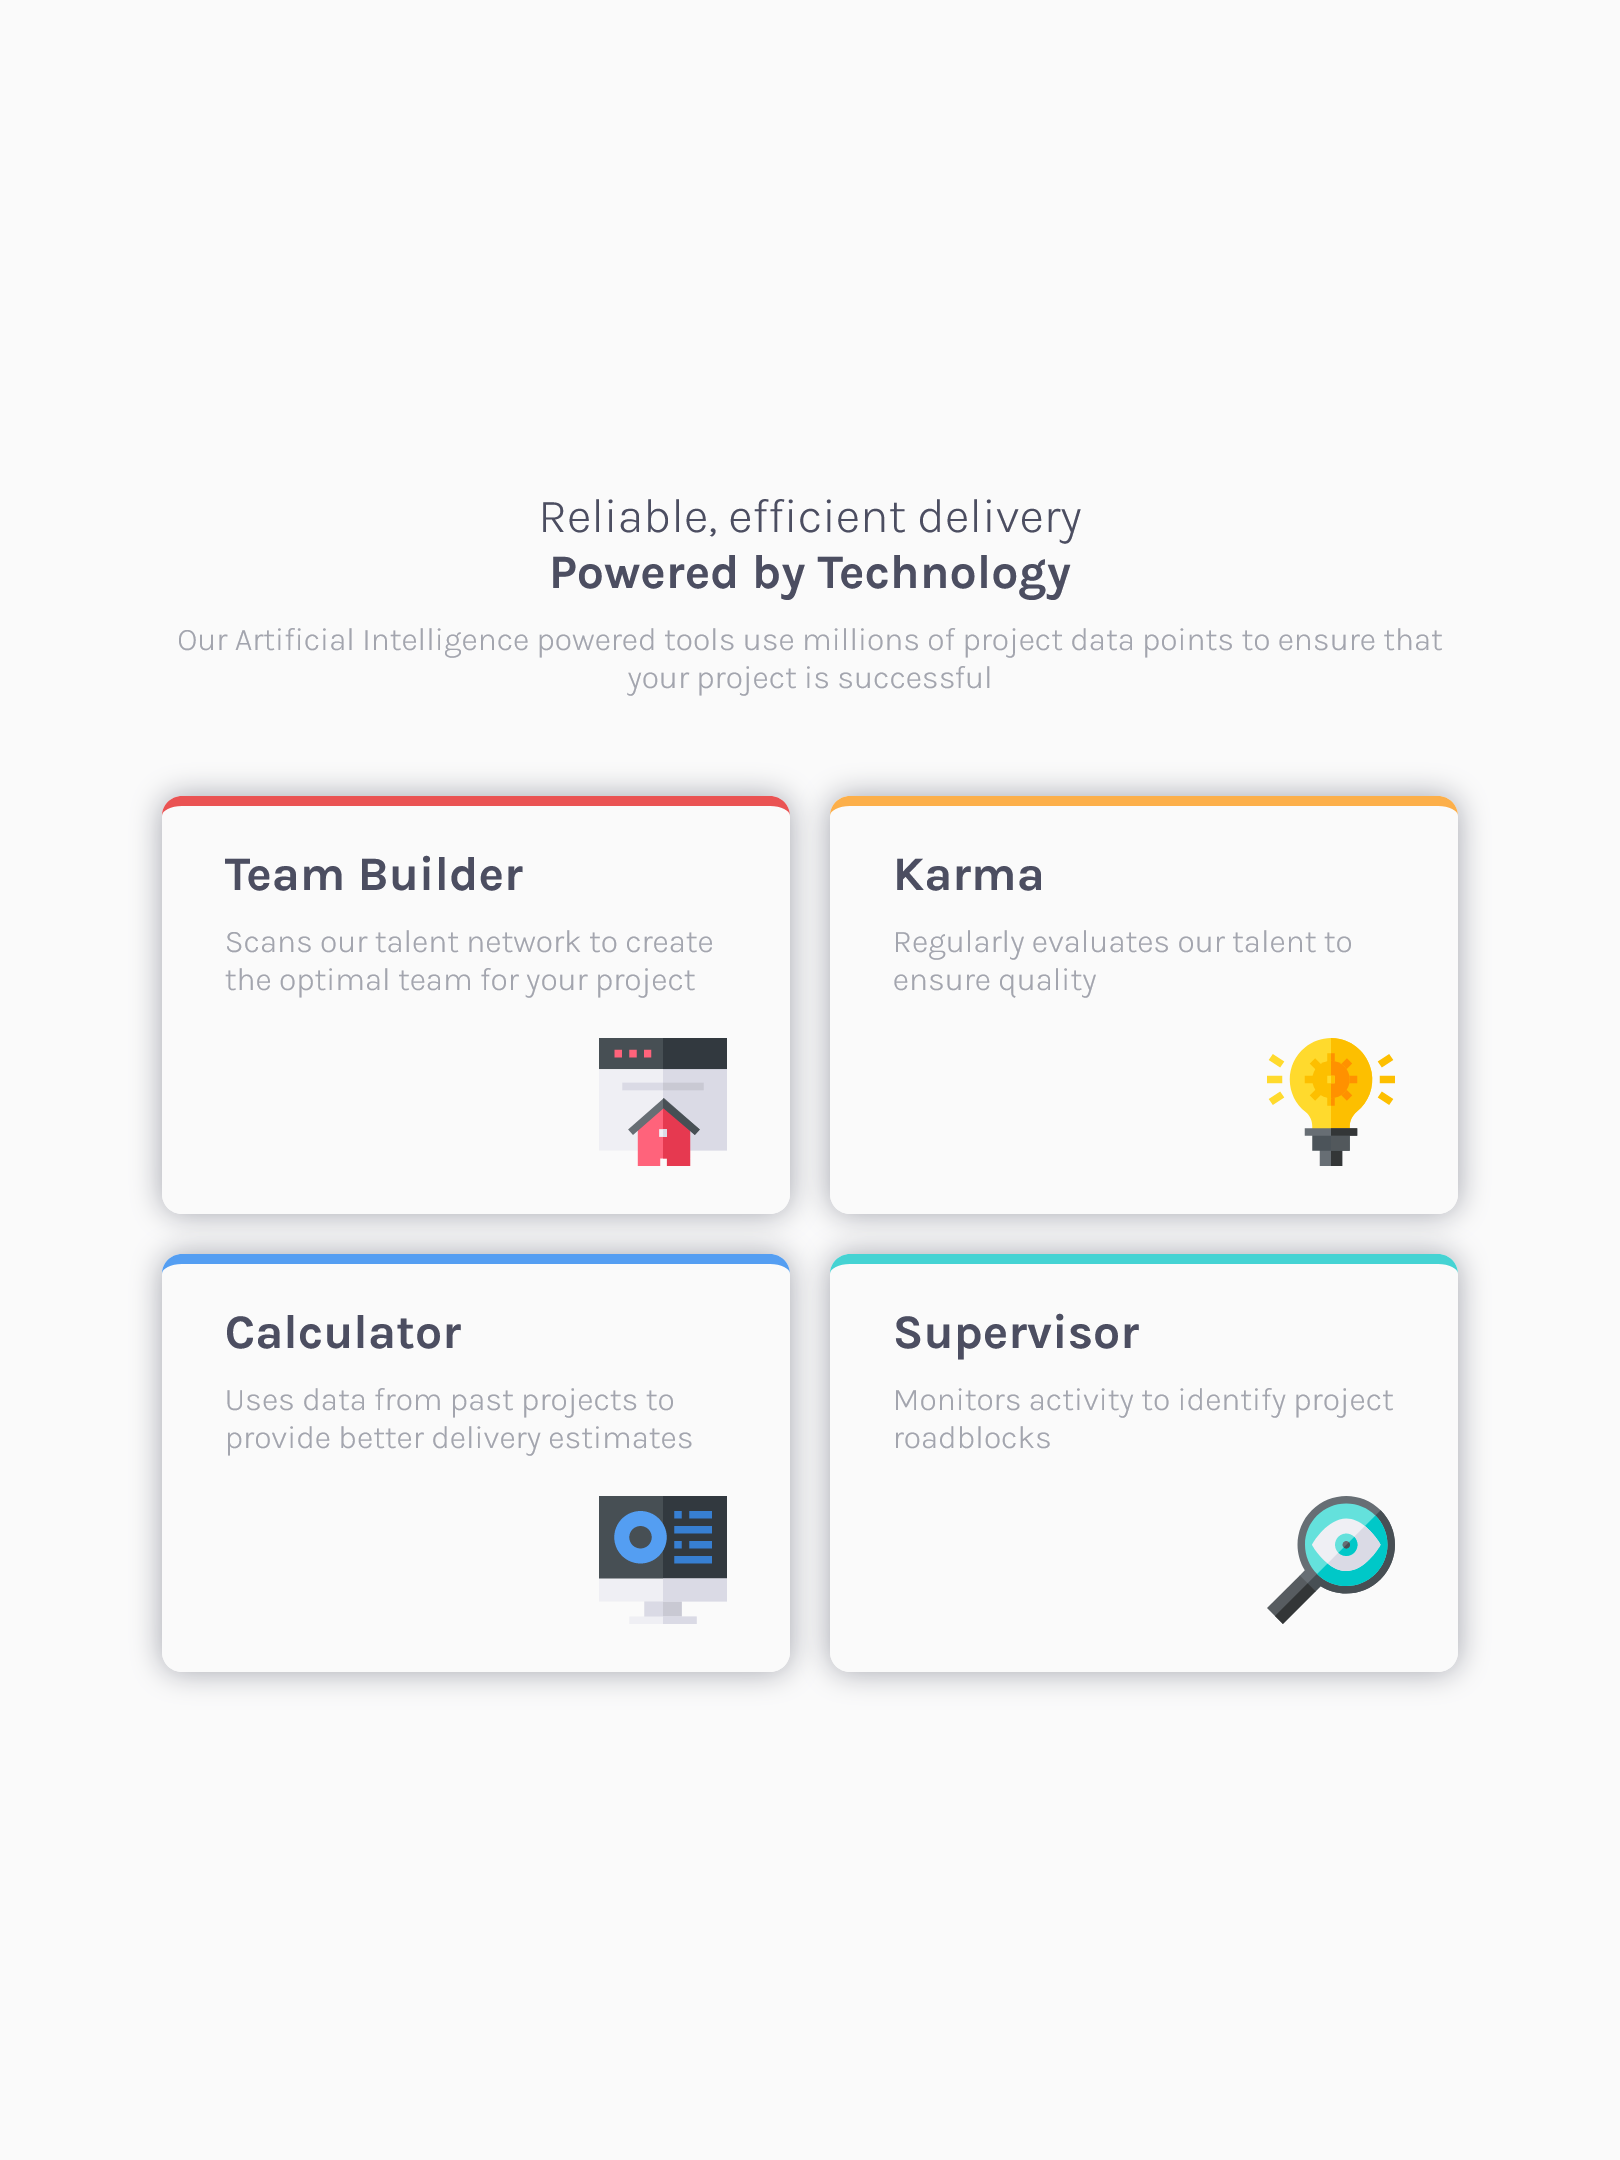 Reliable, efficient delivery
Powered by Technology
Our Artificial Intelligence powered tools use millions of project data points to ensure that
your project is successful
Team Builder
Scans our talent network to create
the optimal team for your project
Karma
Regularly evaluates our talent to
ensure quality
Calculator
Uses data from past projects to
provide better delivery estimates
Supervisor
Monitors activity to identify project
roadblocks